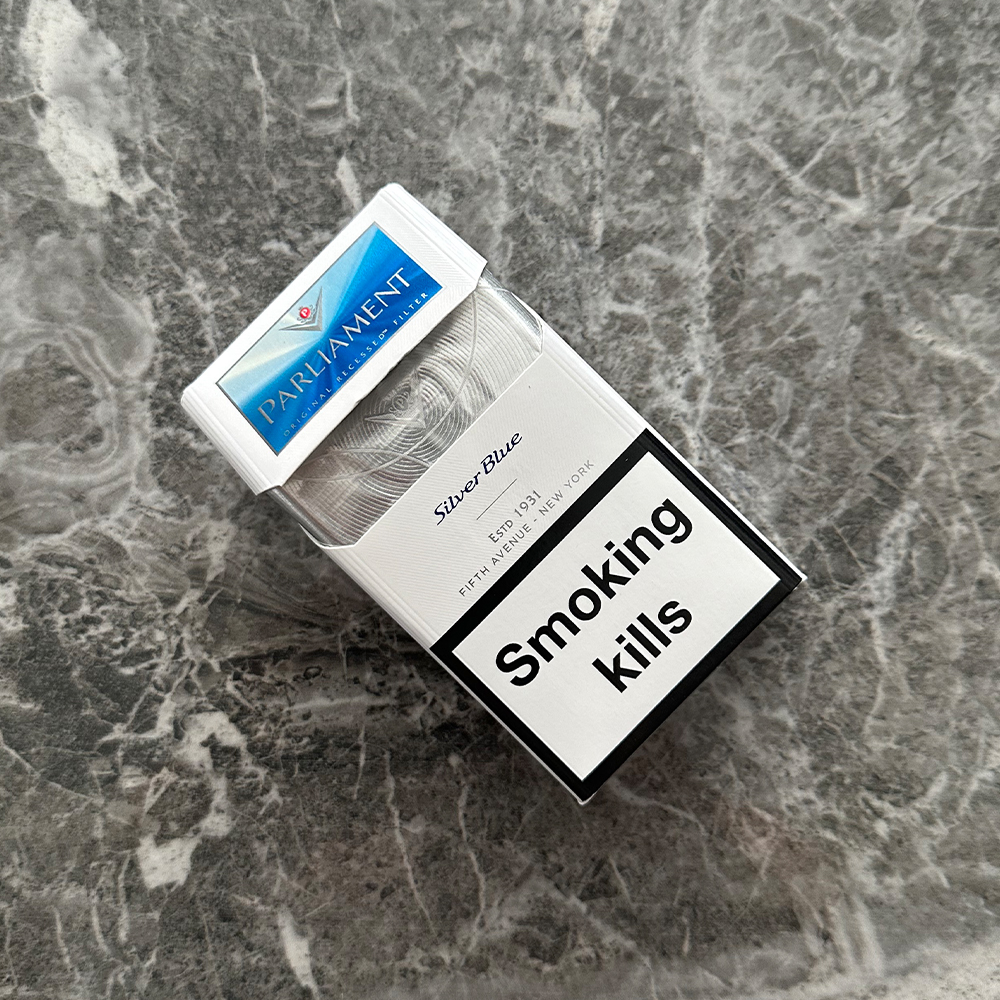 P
PARLIAMENT
ORIGINAL RECESSED™ FILTER
Silver Blue
ESTD 1931
FIFTH AVENUE - NEW YORK
Smoking
kills